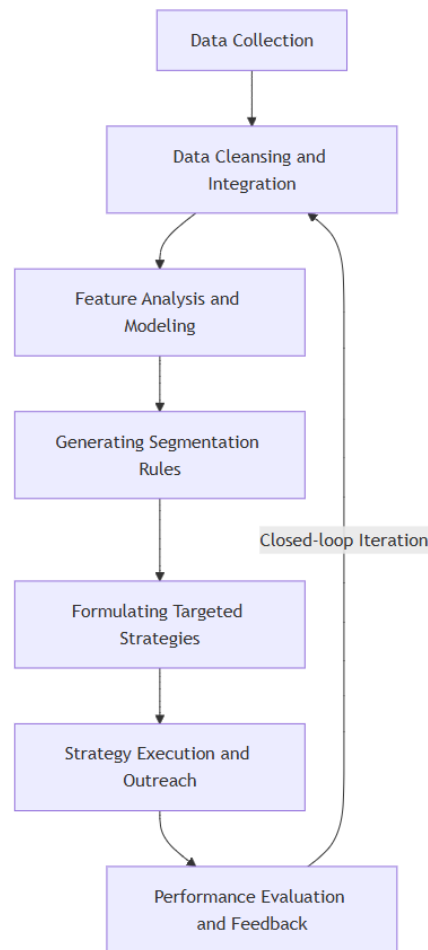 Data Collection
Data Cleansing and
Integration
Feature Analysis and
Modeling
Generating Segmentation
Rules
Closed-loop Iteration
Formulating Targeted
Strategies
Strategy Execution and
Outreach
Performance Evaluation
and Feedback